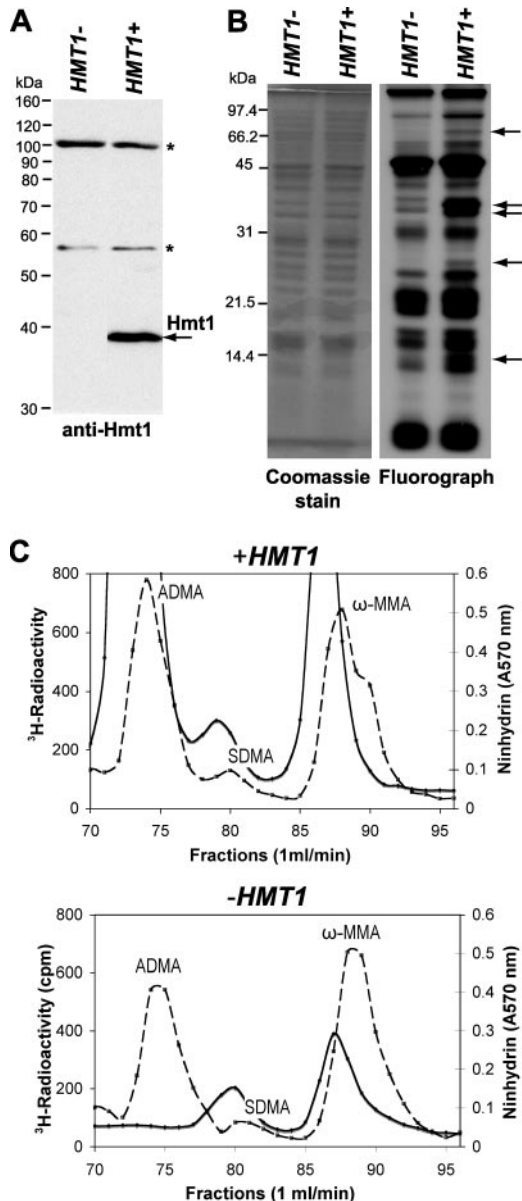 A
HMT1-
HMT1+
kDa
160
120
100
90
80
60
50
40
30
*
*
Hmt1
anti-Hmt1
B
HMT1-
HMT1+
HMT1-
HMT1+
kDa
97.4
66.2
45
31
21.5
14.4
Coomassie stain
Fluorograph
C
+HMT1
800
600
400
200
0
³H-Radioactivity
ADMA
SDMA
ω-MMA
0.6
0.5
0.4
0.3
0.2
0.1
0
Ninhydrin (A570 nm)
70 75 80 85 90 95
Fractions (1ml/min)
-HMT1
800
600
400
200
0
³H-Radioactivity (cpm)
ADMA
SDMA
ω-MMA
0.6
0.5
0.4
0.3
0.2
0.1
0
Ninhydrin (A570 nm)
70 75 80 85 90 95
Fractions (1 ml/min)